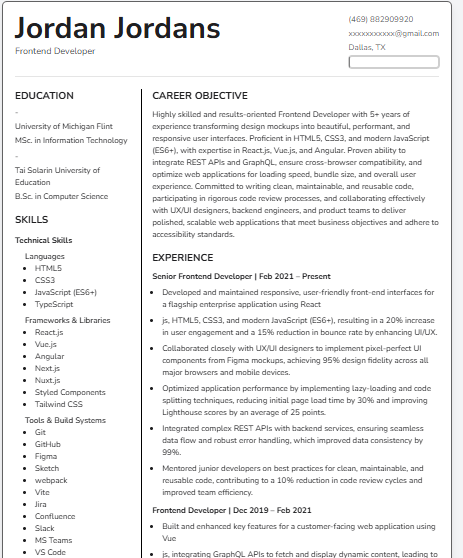 Jordan Jordans
Frontend Developer
(469) 882909920
xxxxxxxxxxx@gmail.com
Dallas, TX
EDUCATION
-
University of Michigan Flint
MSc. in Information Technology
-
Tai Solarin University of
Education
B.Sc. in Computer Science
SKILLS
Technical Skills
Languages
HTML5
CSS3
JavaScript (ES6+)
TypeScript
Frameworks & Libraries
React.js
Vue.js
Angular
Next.js
Nuxt.js
Styled Components
Tailwind CSS
Tools & Build Systems
Git
GitHub
Figma
Sketch
webpack
Vite
Jira
Confluence
Slack
MS Teams
VS Code
CAREER OBJECTIVE
Highly skilled and results-oriented Frontend Developer with 5+ years of
experience transforming design mockups into beautiful, performant, and
responsive user interfaces. Proficient in HTML5, CSS3, and modern JavaScript
(ES6+), with expertise in React.js, Vue.js, and Angular. Proven ability to
integrate REST APIs and GraphQL, ensure cross-browser compatibility, and
optimize web applications for loading speed, bundle size, and overall user
experience. Committed to writing clean, maintainable, and reusable code,
participating in rigorous code review processes, and collaborating effectively
with UX/UI designers, backend engineers, and product teams to deliver
polished, scalable web applications that meet business objectives and adhere to
accessibility standards.
EXPERIENCE
Senior Frontend Developer | Feb 2021 – Present
Developed and maintained responsive, user-friendly front-end interfaces for
a flagship enterprise application using React
js, HTML5, CSS3, and modern JavaScript (ES6+), resulting in a 20% increase
in user engagement and a 15% reduction in bounce rate by enhancing UI/UX.
Collaborated closely with UX/UI designers to implement pixel-perfect UI
components from Figma mockups, achieving 95% design fidelity across all
major browsers and mobile devices.
Optimized application performance by implementing lazy-loading and code
splitting techniques, reducing initial page load time by 30% and improving
Lighthouse scores by an average of 25 points.
Integrated complex REST APIs with backend services, ensuring seamless
data flow and robust error handling, which improved data consistency by
99%.
Mentored junior developers on best practices for clean, maintainable, and
reusable code, contributing to a 10% reduction in code review cycles and
improved team efficiency.
Frontend Developer | Dec 2019 – Feb 2021
Built and enhanced key features for a customer-facing web application using
Vue
js, integrating GraphQL APIs to fetch and display dynamic content, leading to